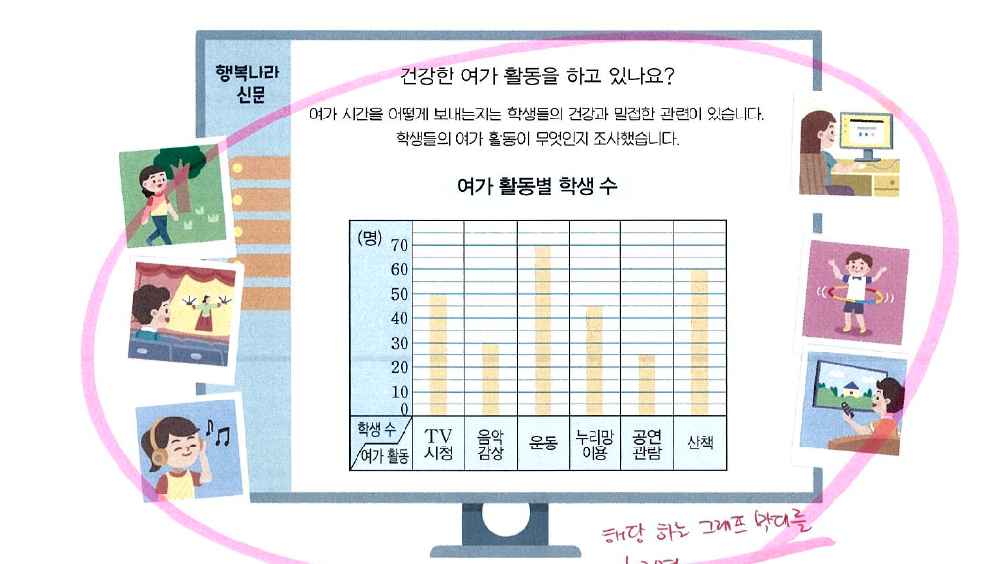 행복나라
신문
건강한 여가 활동을 하고 있나요?
여가 시간을 어떻게 보내는지는 학생들의 건강과 밀접한 관련이 있습니다.
학생들의 여가 활동이 무엇인지 조사했습니다.
여가 활동별 학생 수
(명)
70
60
50
40
30
20
10
0
학생 수
여가 활동
TV
시청
음악
감상
운동
누리망
이용
공연
관람
산책
해당 하는 그래프 막대를